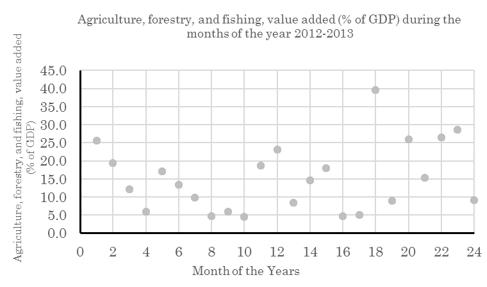 Agriculture, forestry, and fishing, value added (% of GDP) during the
months of the year 2012-2013
Agriculture, forestry, and fishing, value added
(% of GDP)
45.0
40.0
35.0
30.0
25.0
20.0
15.0
10.0
5.0
0.0
0 2 4 6 8 10 12 14 16 18 20 22 24
Month of the Years